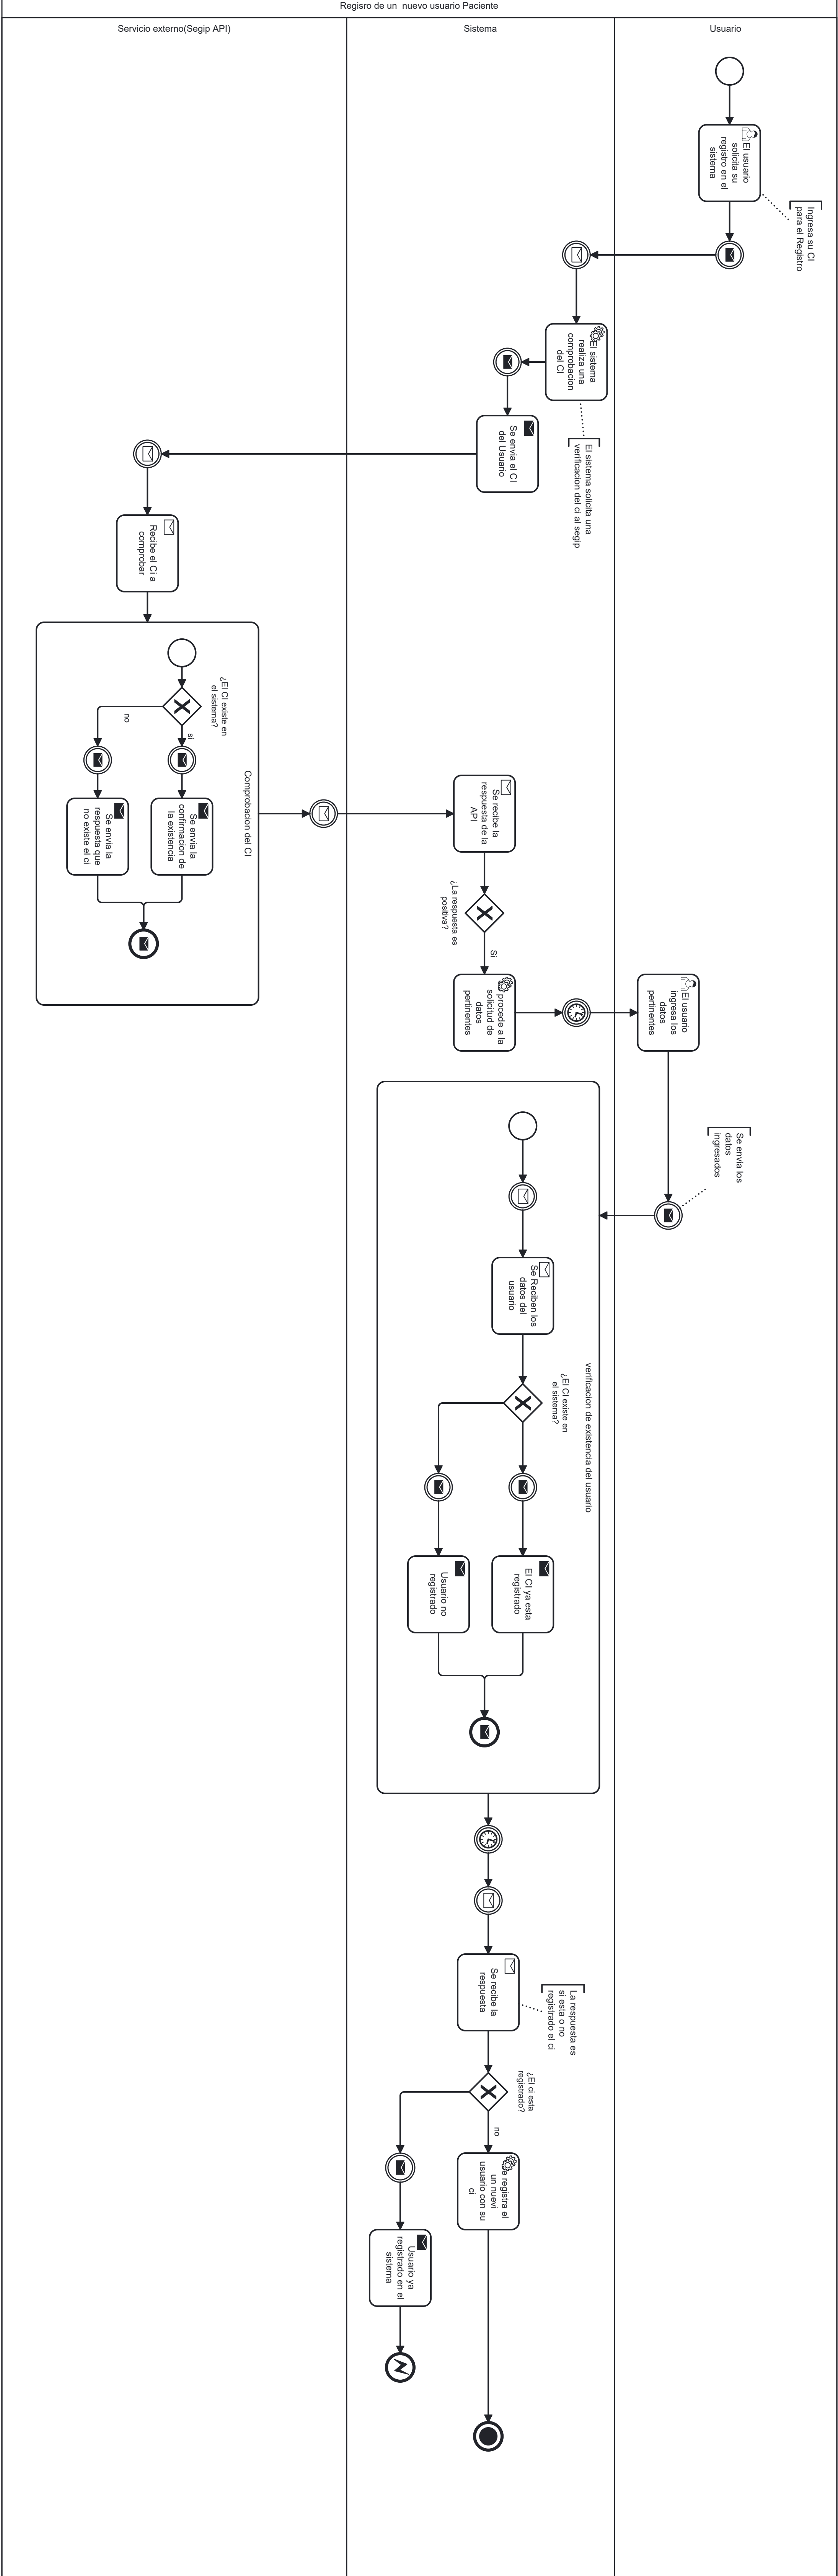 Regisro de un  nuevo usuario Paciente
Servicio externo(Segip API)
Sistema
Usuario
El usuario
solicita su
registro en el
sistema
Ingresa su CI
para el Registro
El sistema
realiza una
comprobacion
del CI
El sistema solicita una
verificacion del ci al segip
Se envia el CI
del Usuario
Recibe el Ci a
comprobar
Comprobacion del CI
¿El CI existe en
el sistema?
si
no
Se envia la
confirmacion de
la existencia
Se envia la
respuesta que
no existe el ci
Se recibe la
respuesta de la
API
¿La respuesta es
positiva?
Si
procede a la
solicitud de
datos
pertinentes
El usuario
ingresa los
datos
pertinentes
Se envia los
datos
ingresados
verificacion de existencia del usuario
Se Reciben los
datos del
usuario
¿El CI existe en
el sistema?
El CI ya esta
registrado
Usuario no
registrado
Se recibe la
respuesta
La respuesta es
si esta o no
registrado el ci
¿El ci esta
registrado?
no
e registra el
un nuevi
usuario con su
ci
Usuario ya
registrado en el
sistema